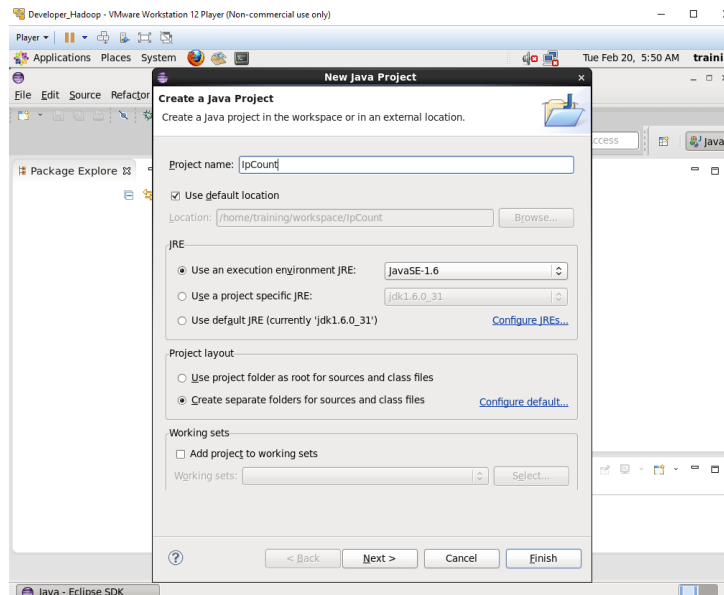 Developer_Hadoop - VMware Workstation 12 Player (Non-commercial use only)
Player
Applications Places System Tue Feb 20, 5:50 AM traini
New Java Project
File Edit Source Refactor
Create a Java Project
Create a Java project in the workspace or in an external location.
ccess Java
Project name: IpCount
Package Explore
Use default location
Location: /home/training/workspace/IpCount Browse...
JRE
Use an execution environment JRE: JavaSE-1.6
Use a project specific JRE: jdk1.6.0_31
Use default JRE (currently 'jdk1.6.0_31') Configure JREs...
Project layout
Use project folder as root for sources and class files
Create separate folders for sources and class files Configure default...
Working sets
Add project to working sets
Working sets: Select...
? < Back Next > Cancel Finish
Java - Eclipse SDK